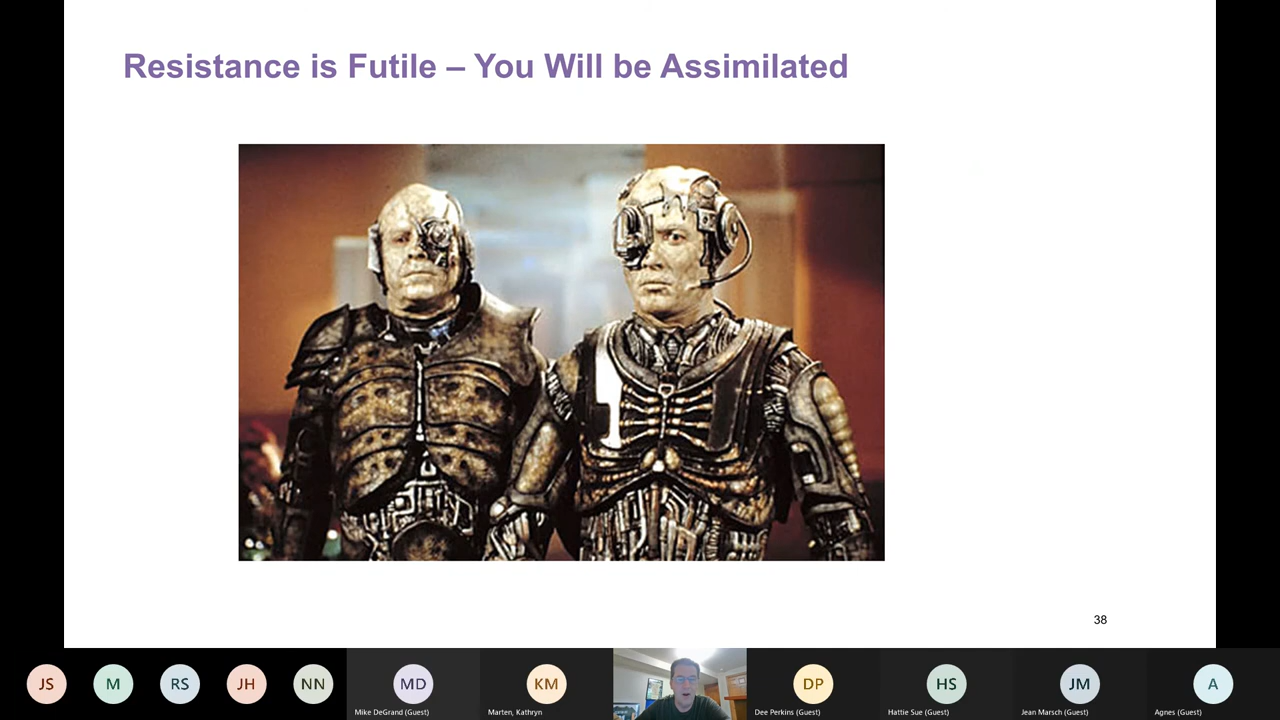 Resistance is Futile – You Will be Assimilated
38
JS
M
RS
JH
NN
MD
KM
DP
HS
JM
A
Mike DeGrand (Guest)
Marten, Kathryn
Dee Perkins (Guest)
Hattie Sue (Guest)
Jean Marsch (Guest)
Agnes (Guest)